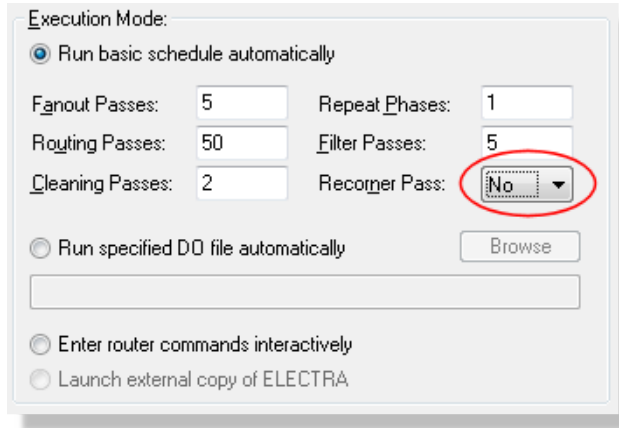 Execution Mode:
Run basic schedule automatically
Fanout Passes: 5 Repeat Phases: 1
Routing Passes: 50 Filter Passes: 5
Cleaning Passes: 2 Recorner Pass: No
Run specified DO file automatically Browse
Enter router commands interactively
Launch external copy of ELECTRA